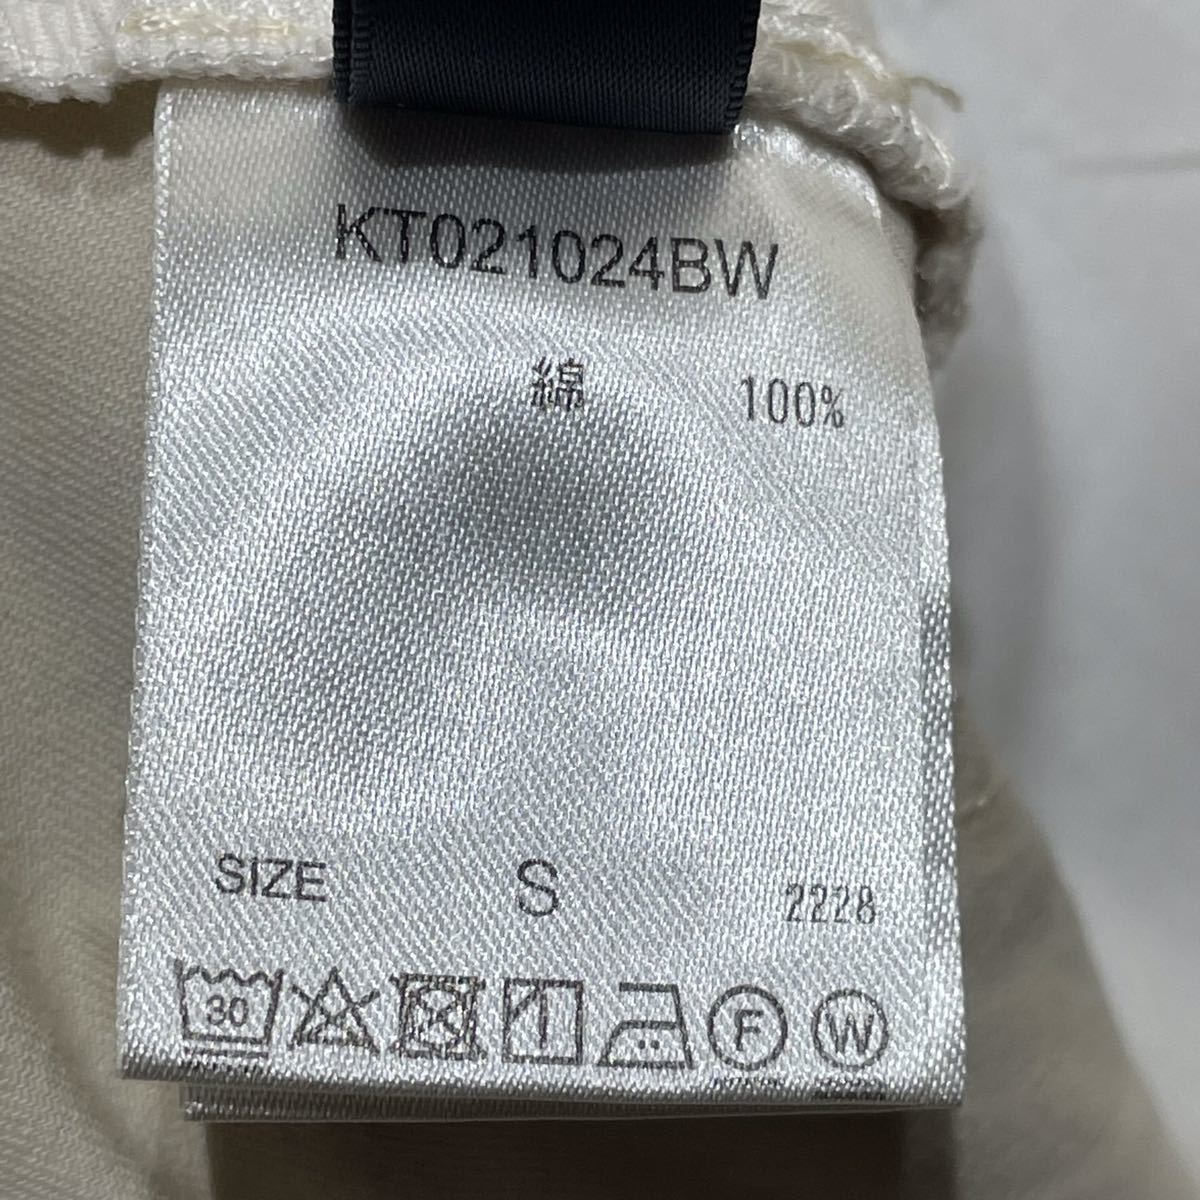 KT021024BW
綿 100%
SIZE S 2228
30 F W